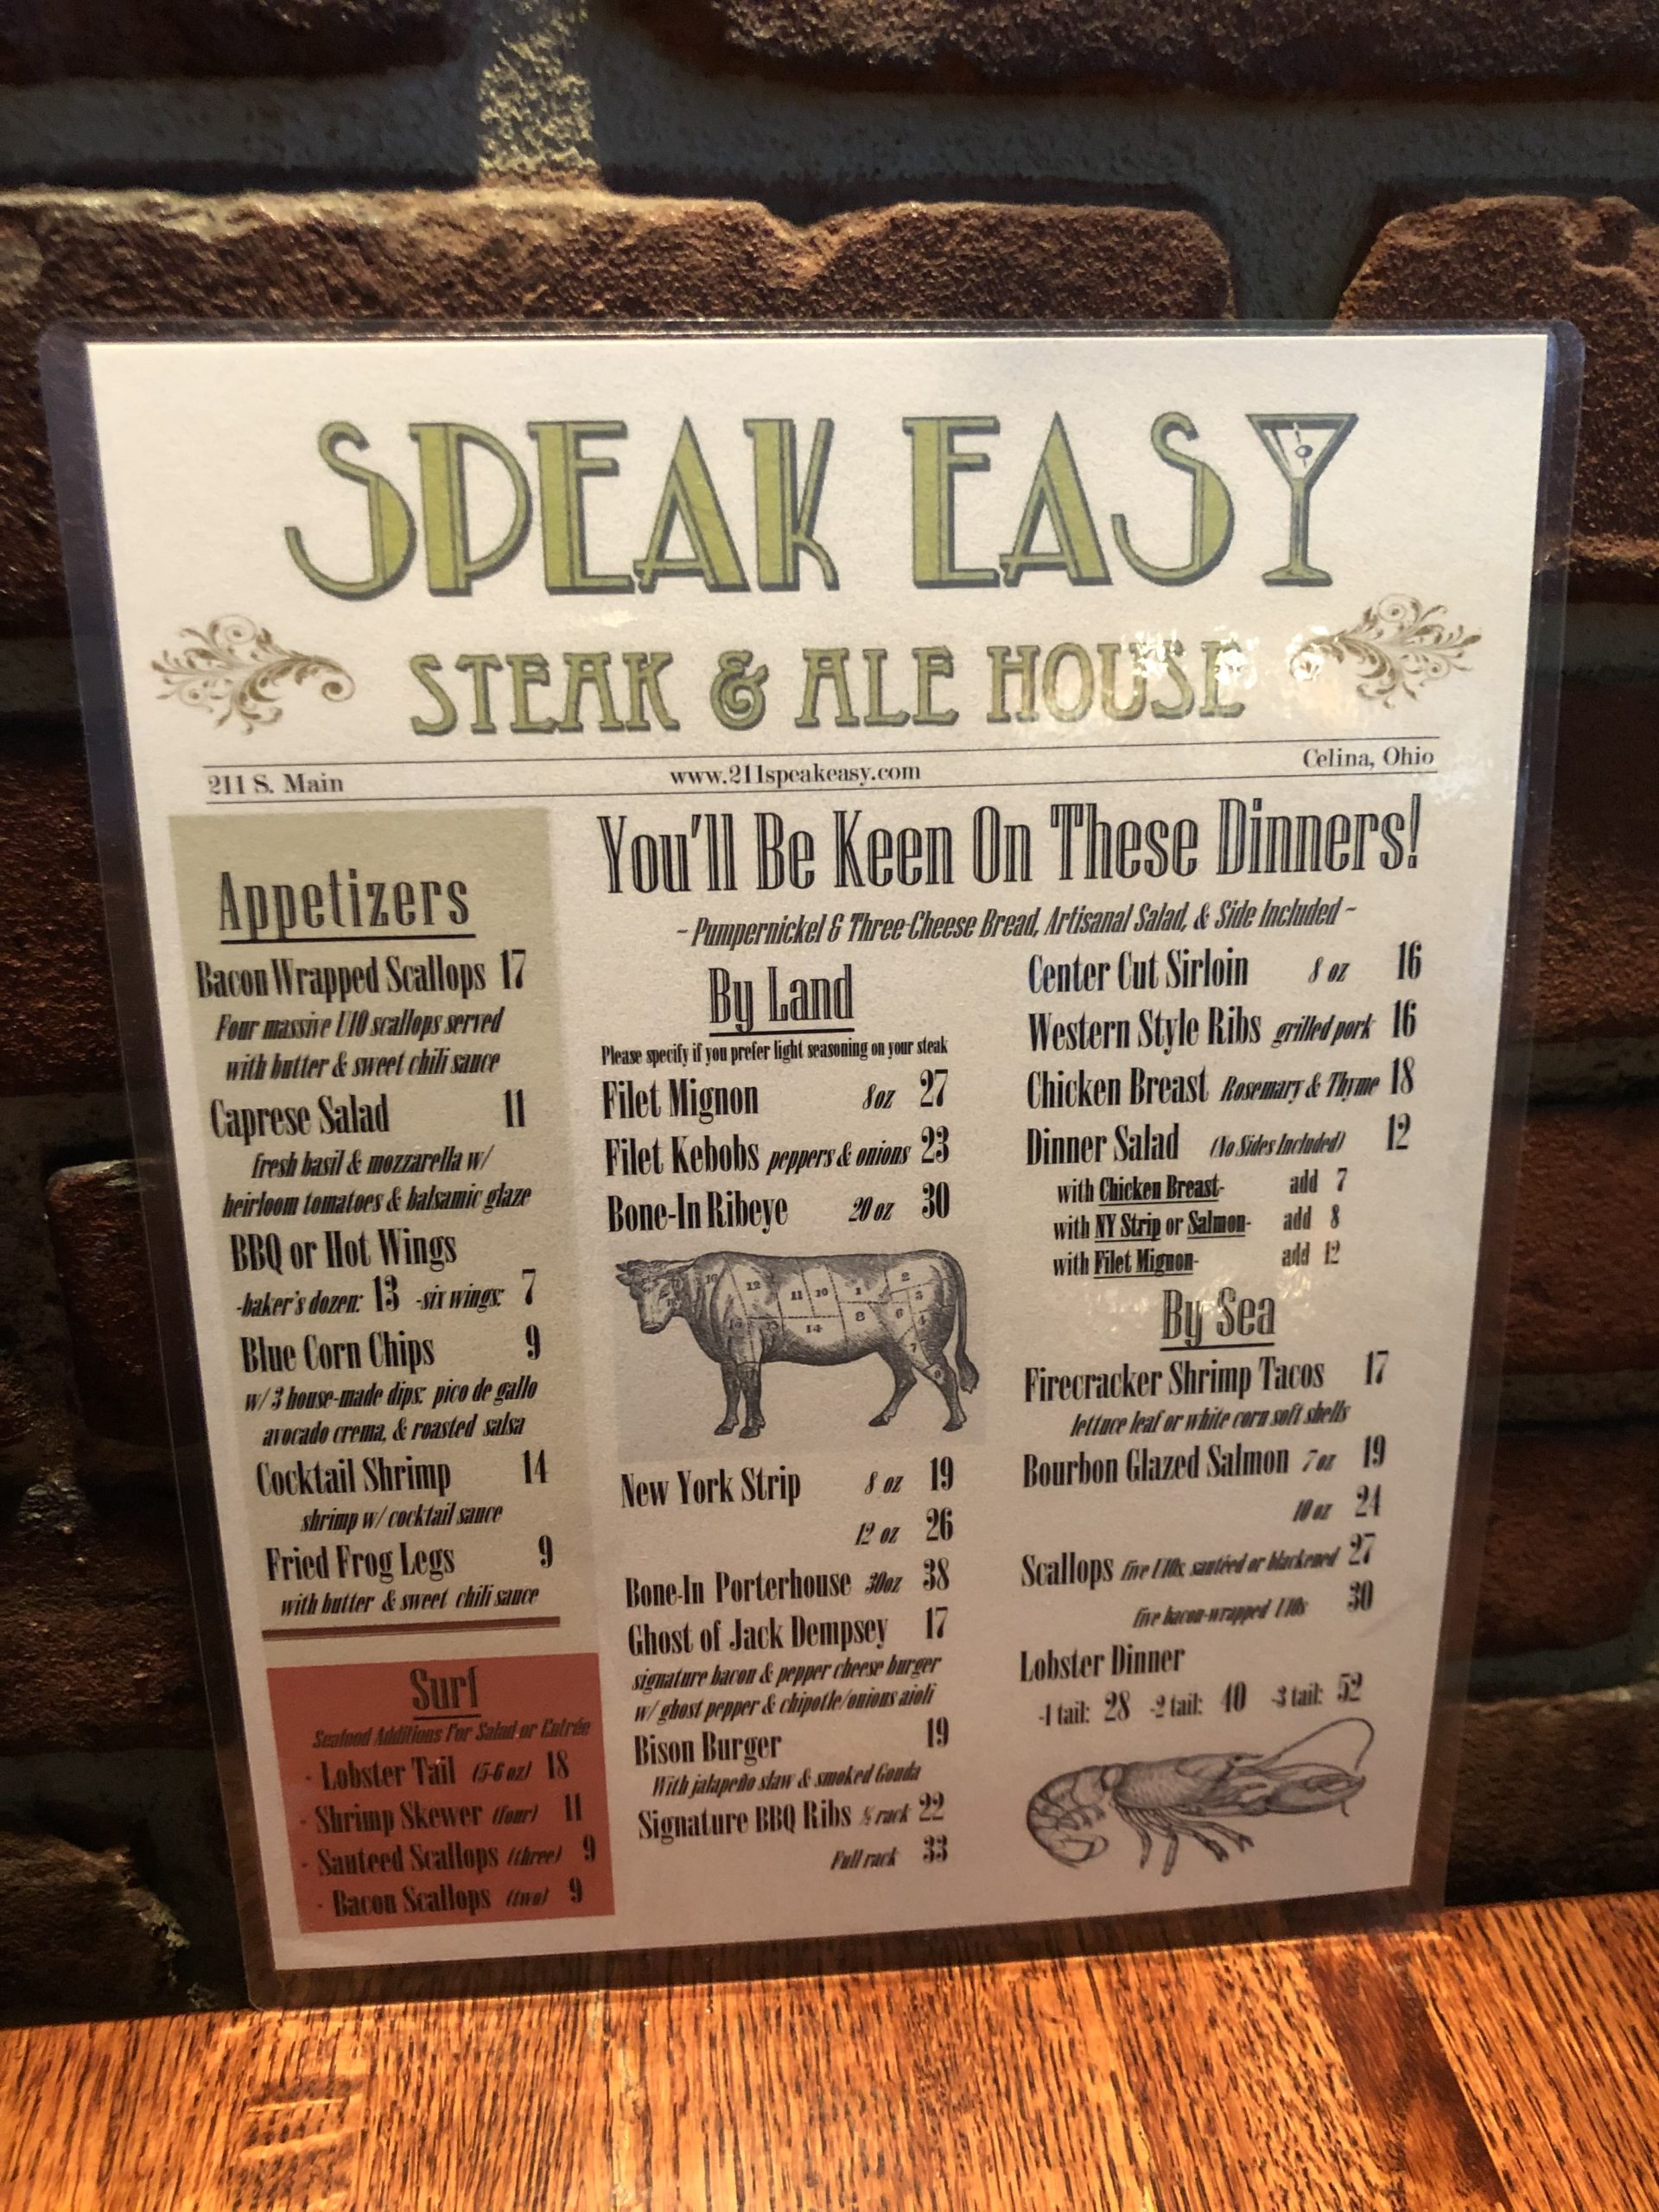 SPEAK EASY
STEAK & ALE HOUSE
211 S. Main
www.211speakeasy.com
Celina, Ohio
Appetizers
Bacon Wrapped Scallops 17
Four massive U10 scallops served
with butter & sweet chili sauce
Caprese Salad 11
fresh basil & mozzarella w/
heirloom tomatoes & balsamic glaze
BBQ or Hot Wings
-baker's dozen: 13 -six wings: 7
Blue Corn Chips 9
w/ 3 house-made dips: pico de gallo
avocado crema, & roasted salsa
Cocktail Shrimp 14
shrimp w/ cocktail sauce
Fried Frog Legs 9
with butter & sweet chili sauce
Surf
Seafood Additions For Salad or Entrée
· Lobster Tail (5-6 oz) 18
· Shrimp Skewer (four) 11
· Sauteed Scallops (three) 9
· Bacon Scallops (two) 9
You'll Be Keen On These Dinners!
~ Pumpernickel & Three-Cheese Bread, Artisanal Salad, & Side Included ~
By Land
Please specify if you prefer light seasoning on your steak
Filet Mignon 8oz 27
Filet Kebobs peppers & onions 23
Bone-In Ribeye 20 oz 30
New York Strip 8 oz 19
12 oz 26
Bone-In Porterhouse 30oz 38
Ghost of Jack Dempsey 17
signature bacon & pepper cheese burger
w/ ghost pepper & chipotle/onions aioli
Bison Burger 19
With jalapeño slaw & smoked Gouda
Signature BBQ Ribs ½ rack 22
Full rack 33
Center Cut Sirloin 8 oz 16
Western Style Ribs grilled pork 16
Chicken Breast Rosemary & Thyme 18
Dinner Salad (No Sides Included) 12
with Chicken Breast- add 7
with NY Strip or Salmon- add 8
with Filet Mignon- add 12
By Sea
Firecracker Shrimp Tacos 17
lettuce leaf or white corn soft shells
Bourbon Glazed Salmon 7 oz 19
10 oz 24
Scallops five U10s, sautéed or blackened 27
five bacon-wrapped U10s 30
Lobster Dinner
-1 tail: 28 -2 tail: 40 -3 tail: 52